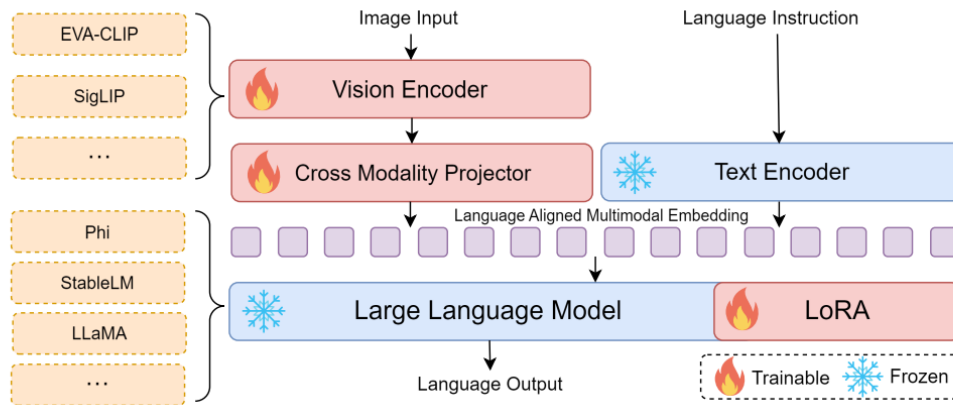 Image Input
Language Instruction
EVA-CLIP
SigLIP
...
Vision Encoder
Cross Modality Projector
Text Encoder
Language Aligned Multimodal Embedding
Phi
StableLM
LLaMA
...
Large Language Model
LoRA
Language Output
Trainable
Frozen